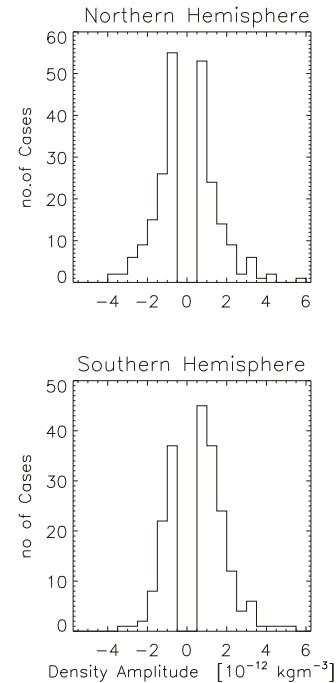 Northern Hemisphere
60
50
40
30
20
10
0
no.of Cases
−4 −2 0 2 4 6
Southern Hemisphere
50
40
30
20
10
0
no of Cases
−4 −2 0 2 4 6
Density Amplitude [10⁻¹² kgm⁻³]